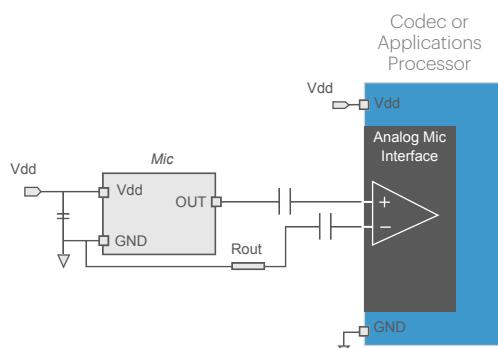 Codec or
Applications
Processor
Vdd
Vdd
Analog Mic
Interface
Mic
Vdd
Vdd
OUT
+
GND
Rout
−
GND